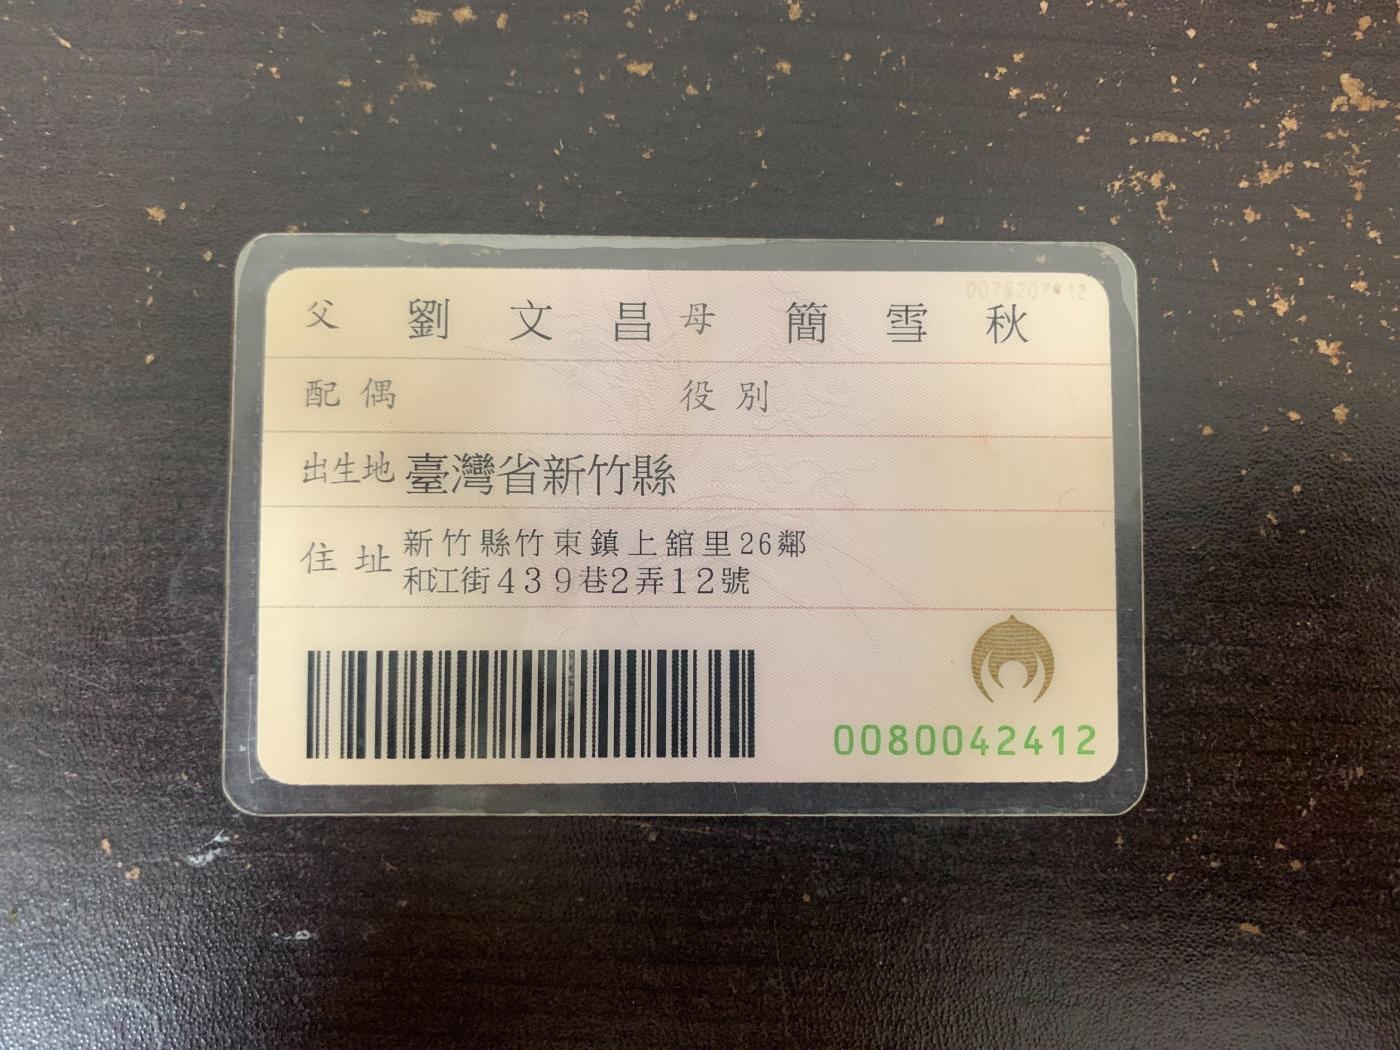 父 劉文昌 母 簡雪秋
配偶 役別
出生地 臺灣省新竹縣
住址 新竹縣竹東鎮上舘里26鄰
和江街439巷2弄12號
0080042412